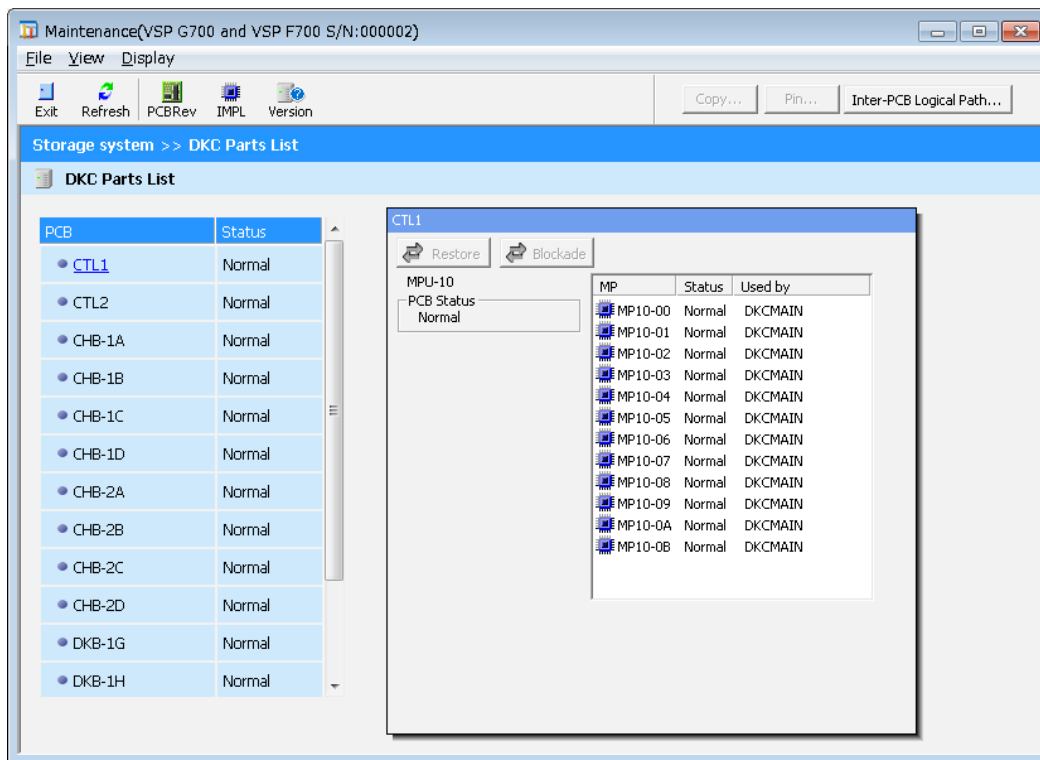 Maintenance(VSP G700 and VSP F700 S/N:000002)
File View Display
Exit Refresh PCBRev IMPL Version Copy... Pin... Inter-PCB Logical Path...
Storage system >> DKC Parts List
DKC Parts List
PCB Status
CTL1 Normal
CTL2 Normal
CHB-1A Normal
CHB-1B Normal
CHB-1C Normal
CHB-1D Normal
CHB-2A Normal
CHB-2B Normal
CHB-2C Normal
CHB-2D Normal
DKB-1G Normal
DKB-1H Normal
CTL1
Restore Blockade
MPU-10
PCB Status
Normal
MP Status Used by
MP10-00 Normal DKCMAIN
MP10-01 Normal DKCMAIN
MP10-02 Normal DKCMAIN
MP10-03 Normal DKCMAIN
MP10-04 Normal DKCMAIN
MP10-05 Normal DKCMAIN
MP10-06 Normal DKCMAIN
MP10-07 Normal DKCMAIN
MP10-08 Normal DKCMAIN
MP10-09 Normal DKCMAIN
MP10-0A Normal DKCMAIN
MP10-0B Normal DKCMAIN